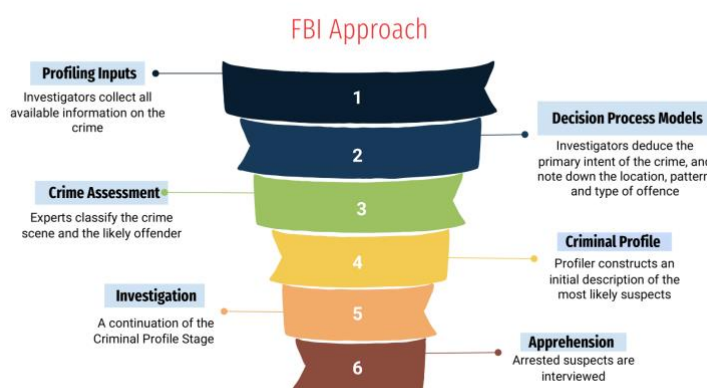 FBI Approach
Profiling Inputs
Investigators collect all
available information on the
crime
1
Decision Process Models
Investigators deduce the
primary intent of the crime, and
note down the location, pattern
and type of offence
2
Crime Assessment
Experts classify the crime
scene and the likely offender
3
Criminal Profile
Profiler constructs an
initial description of the
most likely suspects
4
Investigation
A continuation of the
Criminal Profile Stage
5
Apprehension
Arrested suspects are
interviewed
6